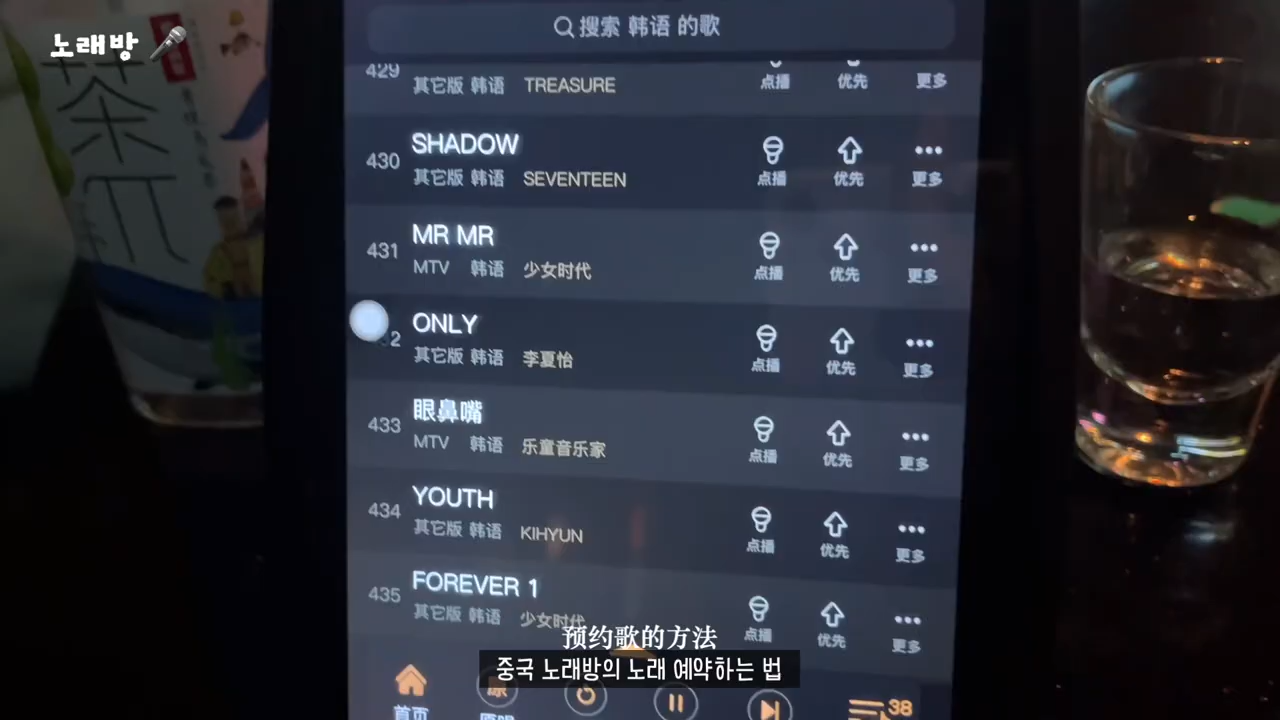 노래방
茶
π
搜索 韩语 的歌
429
其它版 韩语 TREASURE
点播 优先 更多
SHADOW
430
其它版 韩语 SEVENTEEN
点播 优先 更多
MR MR
431
MTV 韩语 少女时代
点播 优先 更多
ONLY
2
其它版 韩语 李夏怡
点播 优先 更多
眼鼻嘴
433
MTV 韩语 乐童音乐家
点播 优先 更多
YOUTH
434
其它版 韩语 KIHYUN
点播 优先 更多
FOREVER 1
435
其它版 韩语 少女时代
点播 优先 更多
预约歌的方法
중국 노래방의 노래 예약하는 법
首页
原
38